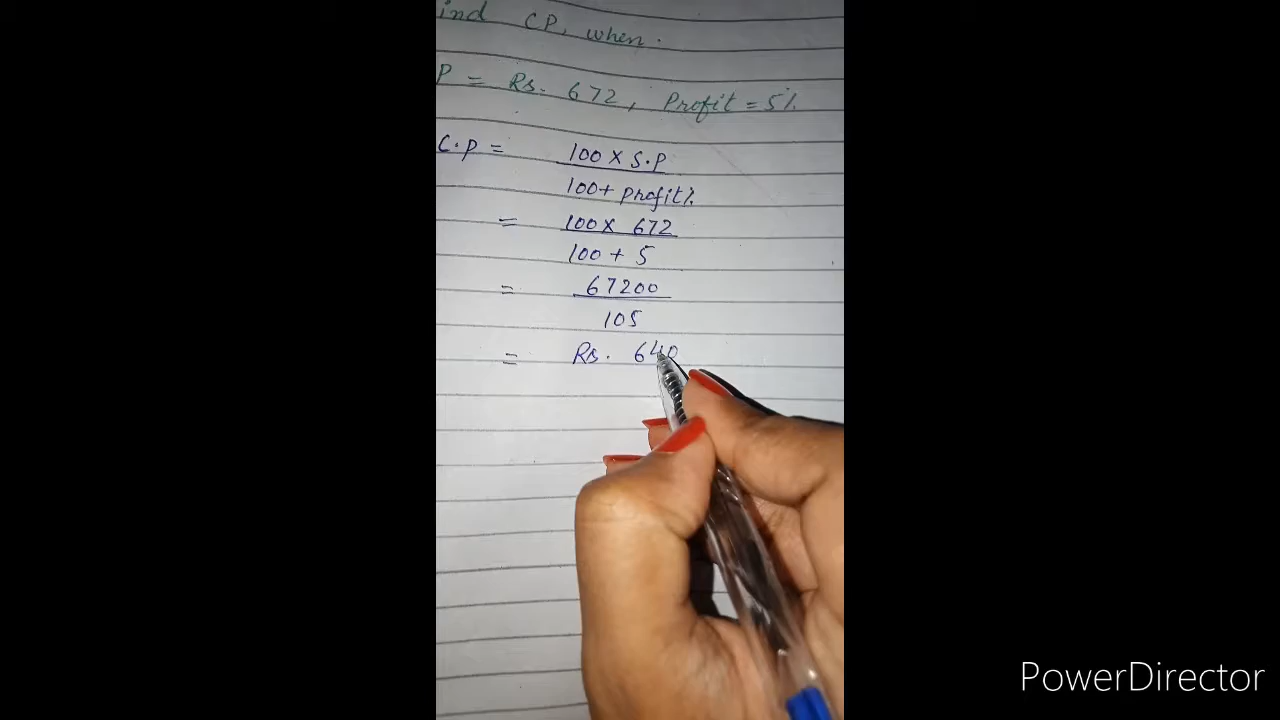 ind CP, when.
P = Rs. 672, Profit = 5%
C.P = 100 x S.P
100 + Profit%
= 100 x 672
100 + 5
= 67200
105
= Rs. 640
PowerDirector